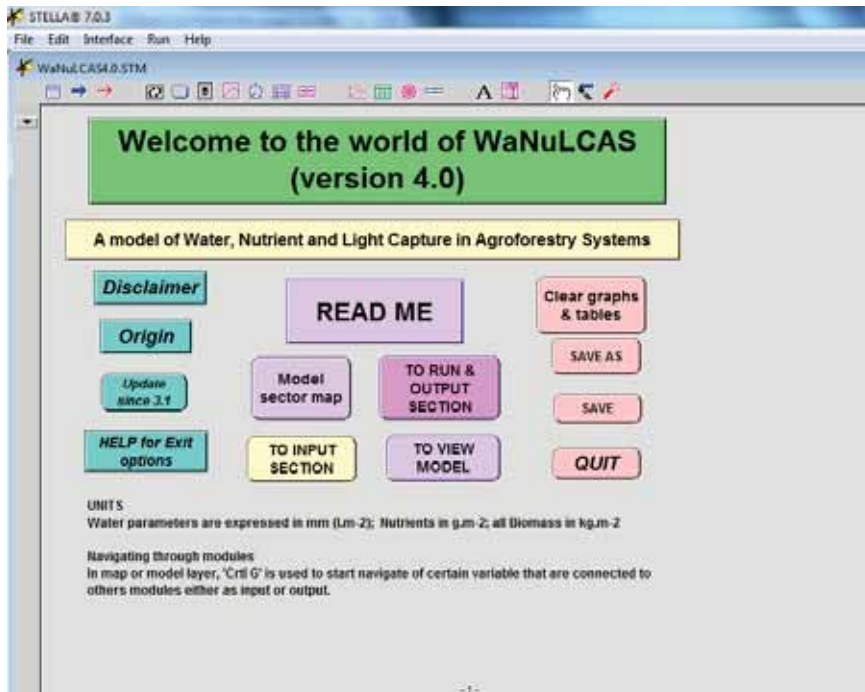 STELLA® 7.0.3
File Edit Interface Run Help
WaNuLCAS4.0.STM
A
Welcome to the world of WaNuLCAS
(version 4.0)
A model of Water, Nutrient and Light Capture in Agroforestry Systems
Disclaimer
Origin
Update
since 3.1
HELP for Exit
options
READ ME
Model
sector map
TO RUN &
OUTPUT
SECTION
TO INPUT
SECTION
TO VIEW
MODEL
Clear graphs
& tables
SAVE AS
SAVE
QUIT
UNITS
Water parameters are expressed in mm (l.m-2); Nutrients in g.m-2; all Biomass in kg.m-2
Navigating through modules
In map or model layer, 'Crtl G' is used to start navigate of certain variable that are connected to
others modules either as input or output.
- 1 -